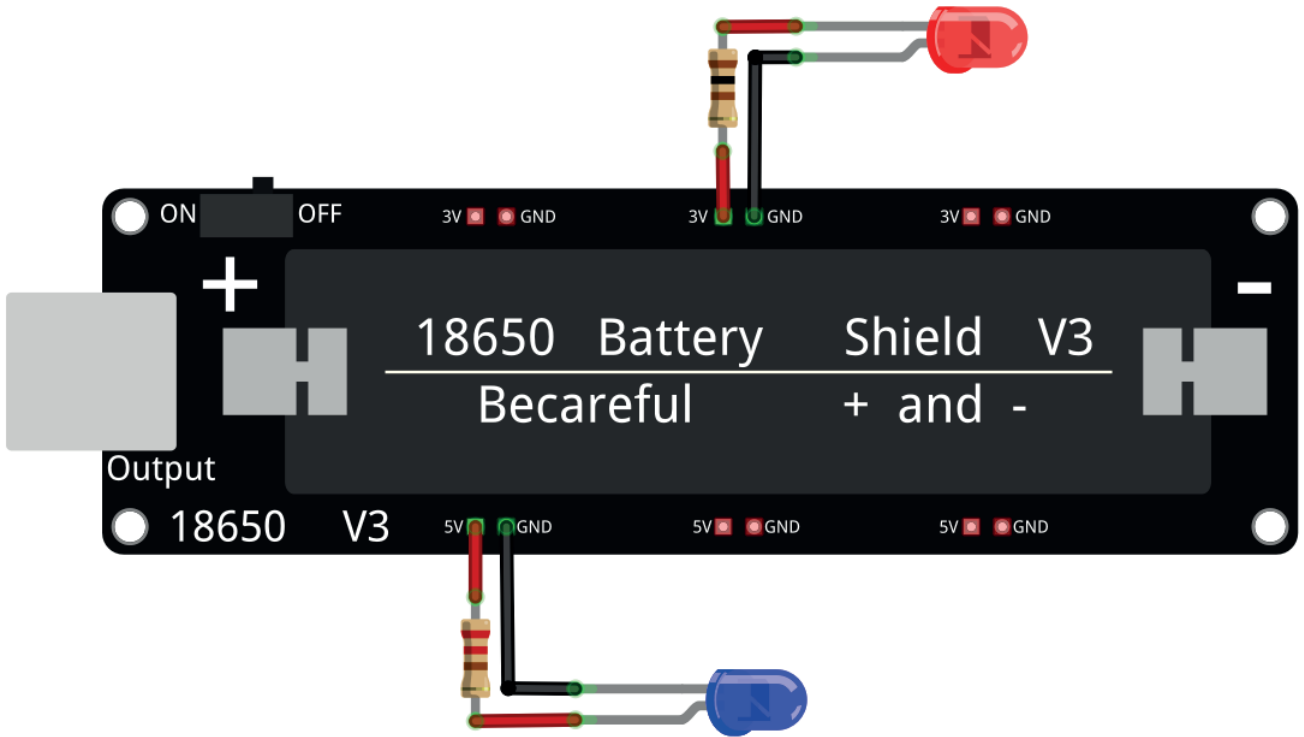 ON OFF 3V GND 3V GND 3V GND
+ -
18650 Battery Shield V3
Becareful + and -
Output
18650 V3 5V GND 5V GND 5V GND